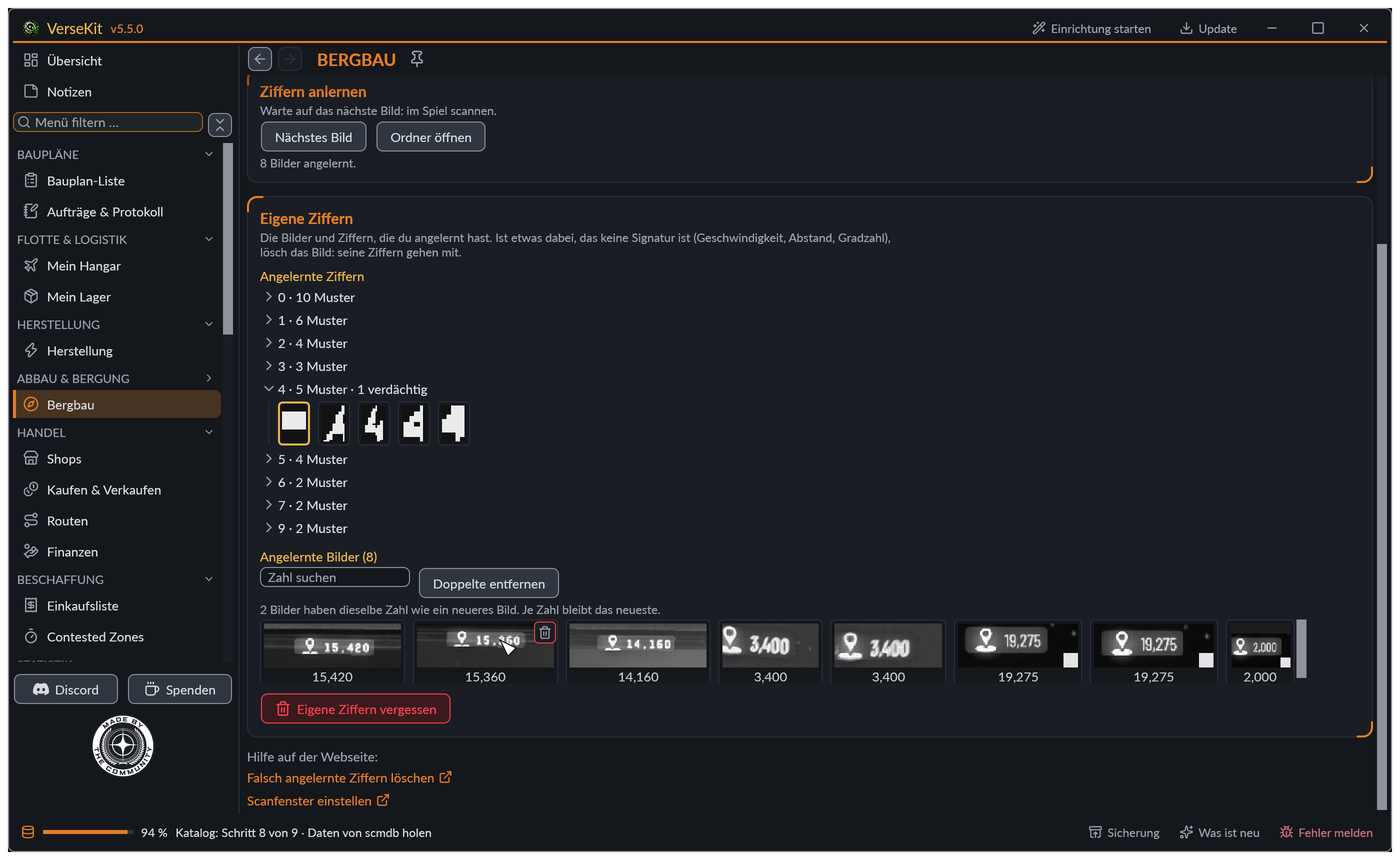 VerseKit v5.5.0
Einrichtung starten
Update
Übersicht
Notizen
Menü filtern ...
BAUPLÄNE
Bauplan-Liste
Aufträge & Protokoll
FLOTTE & LOGISTIK
Mein Hangar
Mein Lager
HERSTELLUNG
Herstellung
ABBAU & BERGUNG
Bergbau
HANDEL
Shops
Kaufen & Verkaufen
Routen
Finanzen
BESCHAFFUNG
Einkaufsliste
Contested Zones
Discord
Spenden
MADE BY
THE COMMUNITY
BERGBAU
Ziffern anlernen
Warte auf das nächste Bild: im Spiel scannen.
Nächstes Bild
Ordner öffnen
8 Bilder angelernt.
Eigene Ziffern
Die Bilder und Ziffern, die du angelernt hast. Ist etwas dabei, das keine Signatur ist (Geschwindigkeit, Abstand, Gradzahl),
lösch das Bild: seine Ziffern gehen mit.
Angelernte Ziffern
0 · 10 Muster
1 · 6 Muster
2 · 4 Muster
3 · 3 Muster
4 · 5 Muster · 1 verdächtig
5 · 4 Muster
6 · 2 Muster
7 · 2 Muster
9 · 2 Muster
Angelernte Bilder (8)
Zahl suchen
Doppelte entfernen
2 Bilder haben dieselbe Zahl wie ein neueres Bild. Je Zahl bleibt das neueste.
15.420 15.360 14,160 3,400 3,400 19,275 19,275 2,000
15,420 15,360 14,160 3,400 3,400 19,275 19,275 2,000
Eigene Ziffern vergessen
Hilfe auf der Webseite:
Falsch angelernte Ziffern löschen
Scanfenster einstellen
94 % Katalog: Schritt 8 von 9 · Daten von scmdb holen
Sicherung
Was ist neu
Fehler melden